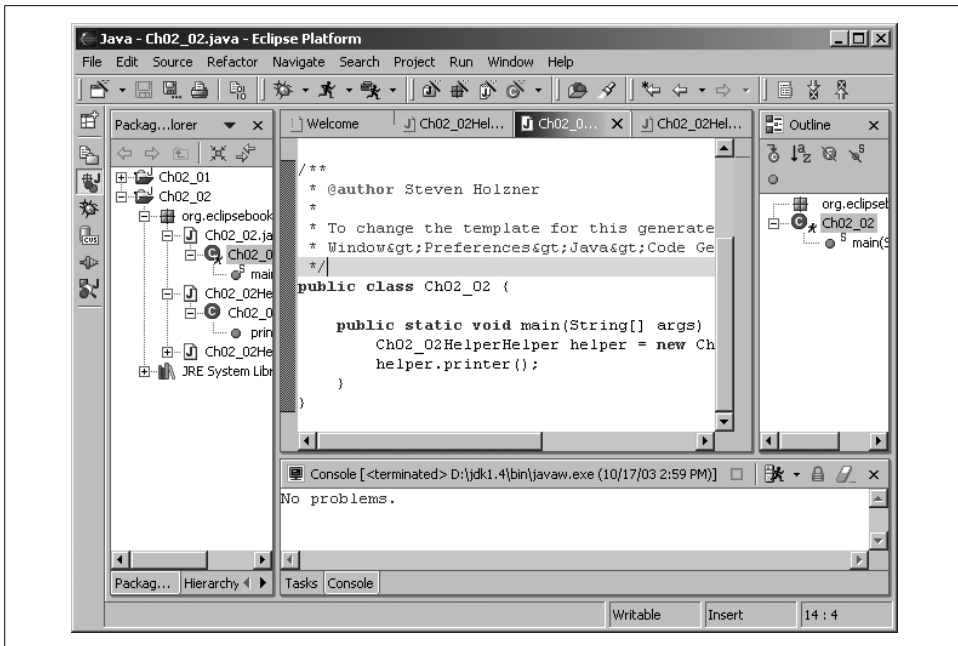 Java - Ch02_02.java - Eclipse Platform
File Edit Source Refactor Navigate Search Project Run Window Help
Packag...lorer
Ch02_01
Ch02_02
org.eclipsebook
Ch02_02.ja
Ch02_0
mai
Ch02_02He
Ch02_0
prin
Ch02_02He
JRE System Libr
Packag... Hierarchy
Welcome J Ch02_02Hel... J Ch02_0... J Ch02_02Hel...
/**
* @author Steven Holzner
*
* To change the template for this generate
* Window&gt;Preferences&gt;Java&gt;Code Ge
*/
public class Ch02_02 {
public static void main(String[] args)
Ch02_02HelperHelper helper = new Ch
helper.printer();
}
}
Outline
org.eclipseb
Ch02_02
S main(S
Console [<terminated> D:\jdk1.4\bin\javaw.exe (10/17/03 2:59 PM)]
No problems.
Tasks Console
Writable Insert 14 : 4